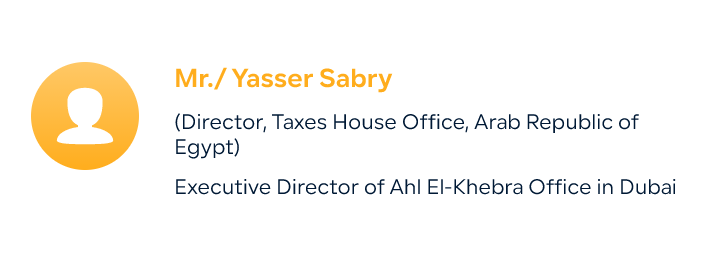 Mr./ Yasser Sabry
(Director, Taxes House Office, Arab Republic of
Egypt)
Executive Director of Ahl El-Khebra Office in Dubai